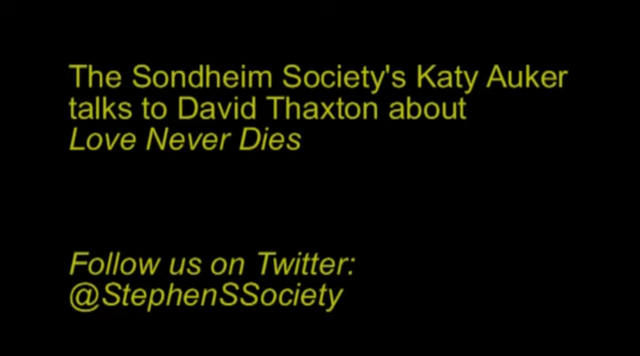 The Sondheim Society's Katy Auker
talks to David Thaxton about
Love Never Dies
Follow us on Twitter:
@StephenSSociety